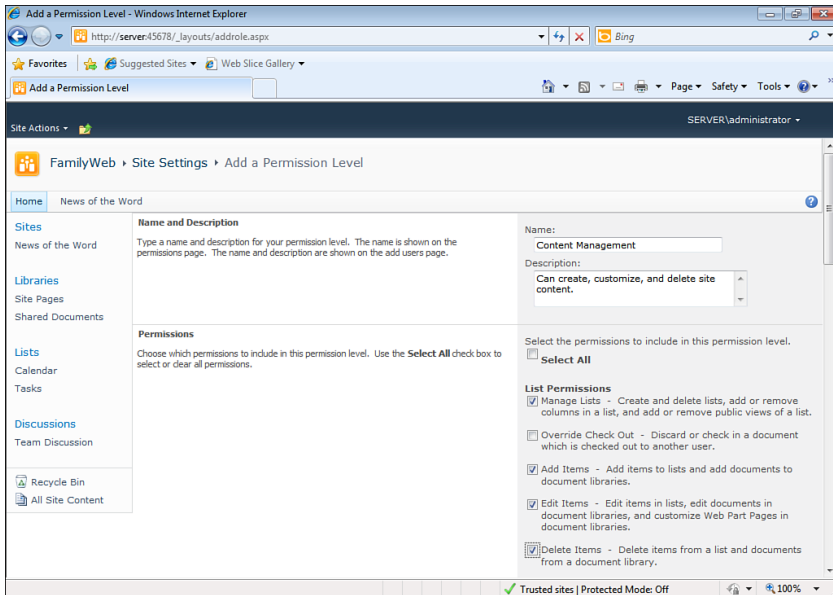 Add a Permission Level - Windows Internet Explorer
http://server:45678/_layouts/addrole.aspx
Bing
Favorites
Suggested Sites
Web Slice Gallery
Add a Permission Level
Page
Safety
Tools
SERVER\administrator
Site Actions
FamilyWeb
Site Settings
Add a Permission Level
Home
News of the Word
Sites
News of the Word
Libraries
Site Pages
Shared Documents
Lists
Calendar
Tasks
Discussions
Team Discussion
Recycle Bin
All Site Content
Name and Description
Type a name and description for your permission level. The name is shown on the
permissions page. The name and description are shown on the add users page.
Name:
Content Management
Description:
Can create, customize, and delete site
content.
Permissions
Choose which permissions to include in this permission level. Use the Select All check box to
select or clear all permissions.
Select the permissions to include in this permission level.
Select All
List Permissions
Manage Lists - Create and delete lists, add or remove
columns in a list, and add or remove public views of a list.
Override Check Out - Discard or check in a document
which is checked out to another user.
Add Items - Add items to lists and add documents to
document libraries.
Edit Items - Edit items in lists, edit documents in
document libraries, and customize Web Part Pages in
document libraries.
Delete Items - Delete items from a list and documents
from a document library.
Trusted sites | Protected Mode: Off
100%